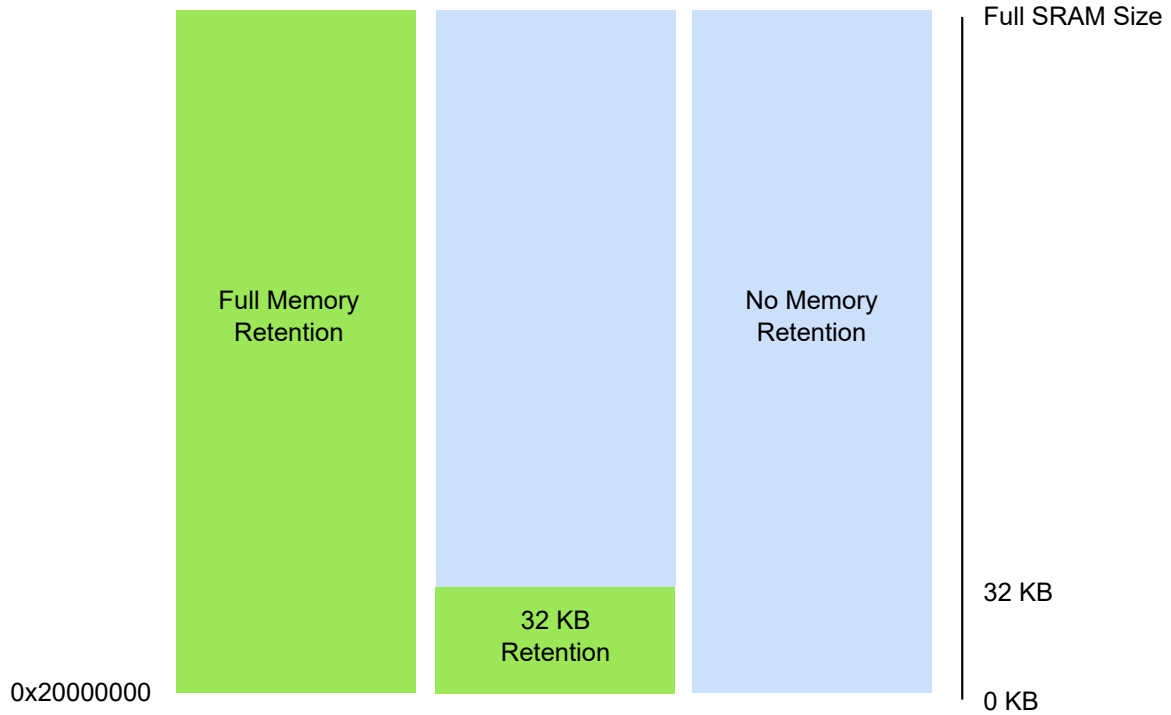 Full SRAM Size
Full Memory
Retention
No Memory
Retention
32 KB
32 KB
Retention
0x20000000
0 KB